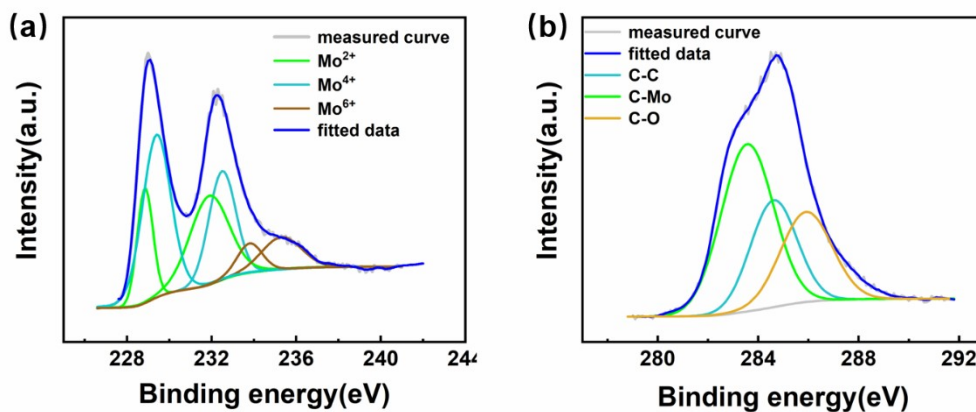 (a)
Intensity(a.u.)
measured curve
Mo²⁺
Mo⁴⁺
Mo⁶⁺
fitted data
228 232 236 240 244
Binding energy(eV)
(b)
Intensity(a.u.)
measured curve
fitted data
C-C
C-Mo
C-O
280 284 288 292
Binding energy(eV)